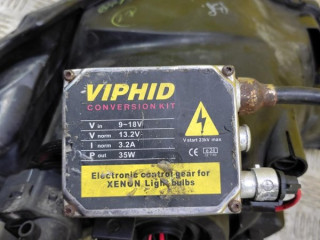 VIPHID
CONVERSION KIT
V in 9~18V
V norm 13.2V
I norm 3.2A
P out 35W
V start 23kV max
Electronic control gear for
XENON Light bulbs